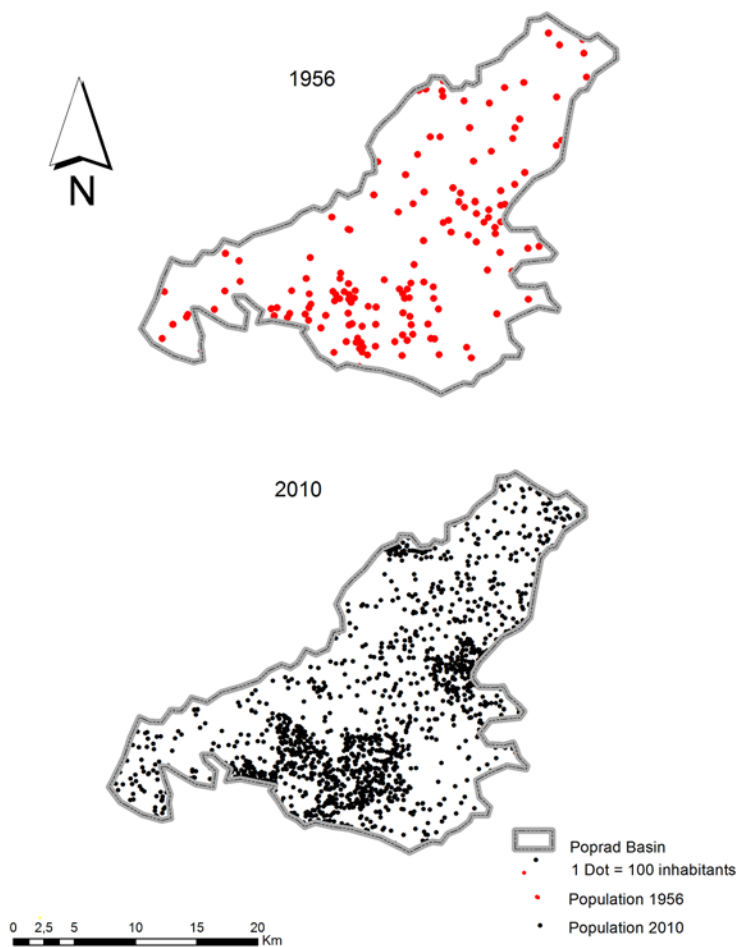 1956
N
2010
Poprad Basin
1 Dot = 100 inhabitants
Population 1956
Population 2010
0 2,5 5 10 15 20
Km